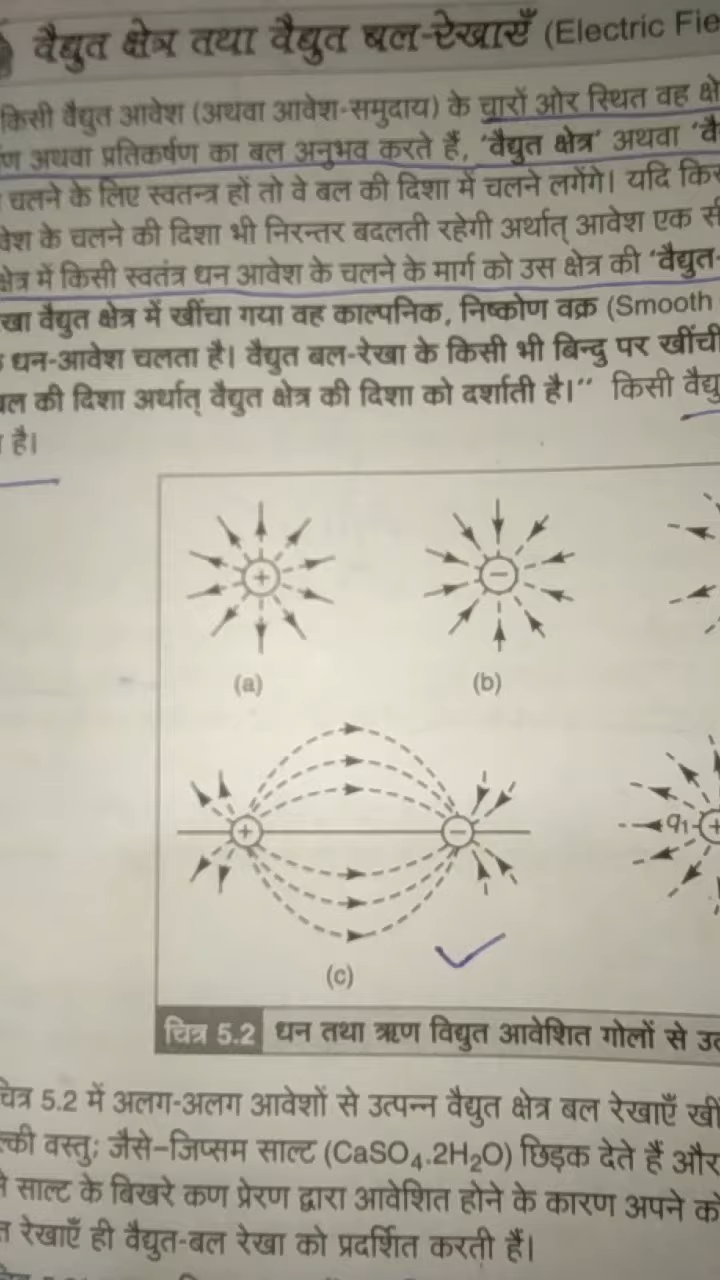 वैद्युत क्षेत्र तथा वैद्युत बल-रेखाएँ (Electric Fie
किसी वैद्युत आवेश (अथवा आवेश-समुदाय) के चारों ओर स्थित वह क्षे
अथवा प्रतिकर्षण का बल अनुभव करते हैं, 'वैद्युत क्षेत्र' अथवा 'वै
चलने के लिए स्वतन्त्र हों तो वे बल की दिशा में चलने लगेंगे। यदि
के चलने की दिशा भी निरन्तर बदलती रहेगी अर्थात् आवेश एक
क्षेत्र में किसी स्वतंत्र धन आवेश के चलने के मार्ग को उस क्षेत्र की 'वैद्युत-
खा वैद्युत क्षेत्र में खींचा गया वह काल्पनिक, निष्कोण वक्र (Smooth
धन-आवेश चलता है। वैद्युत बल-रेखा के किसी भी बिन्दु पर खींची
की दिशा अर्थात् वैद्युत क्षेत्र की दिशा को दर्शाती है।" किसी वैद्यु
है।
+
−
(a)
(b)
+
−
q1
+
(c)
चित्र 5.2 धन तथा ऋण विद्युत आवेशित गोलों से
चित्र 5.2 में अलग-अलग आवेशों से उत्पन्न वैद्युत क्षेत्र बल रेखाएँ खीं
ल्की वस्तु; जैसे-जिप्सम साल्ट (CaSO4.2H2O) छिड़क देते हैं और
साल्ट के बिखरे कण प्रेरण द्वारा आवेशित होने के कारण अपने को
रेखाएँ ही वैद्युत-बल रेखा को प्रदर्शित करती हैं।